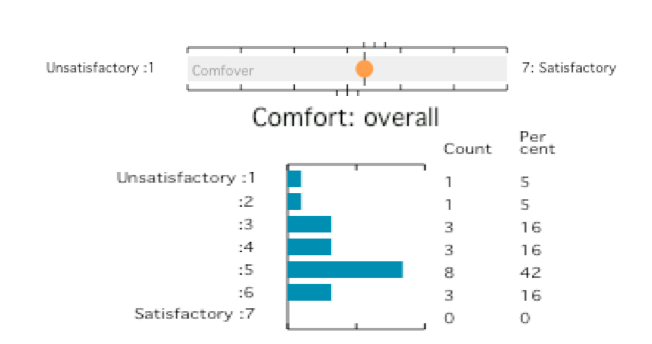 Unsatisfactory :1 Comfover 7: Satisfactory
Comfort: overall
Count Per cent
Unsatisfactory :1 1 5
:2 1 5
:3 3 16
:4 3 16
:5 8 42
:6 3 16
Satisfactory :7 0 0